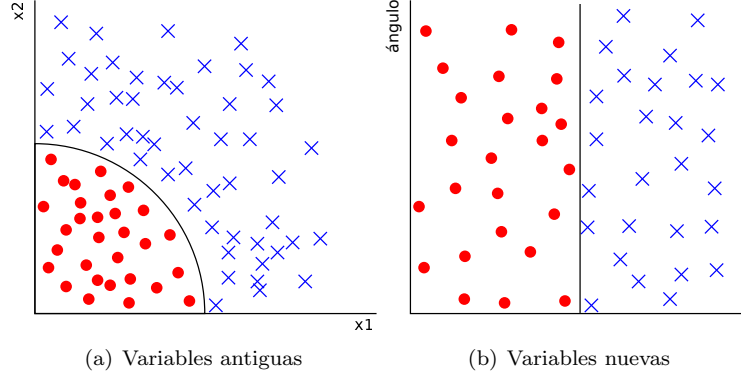 x2
x1
(a) Variables antiguas
ángulo
(b) Variables nuevas